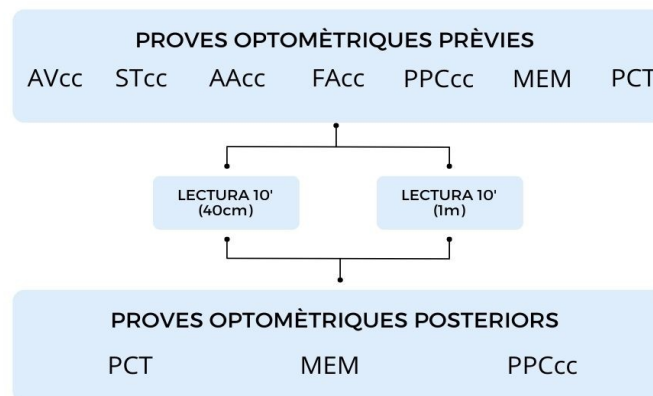 PROVES OPTOMÈTRIQUES PRÈVIES
AVcc STcc AAcc FAcc PPCcc MEM PCT
LECTURA 10'
(40cm)
LECTURA 10'
(1m)
PROVES OPTOMÈTRIQUES POSTERIORS
PCT MEM PPCcc